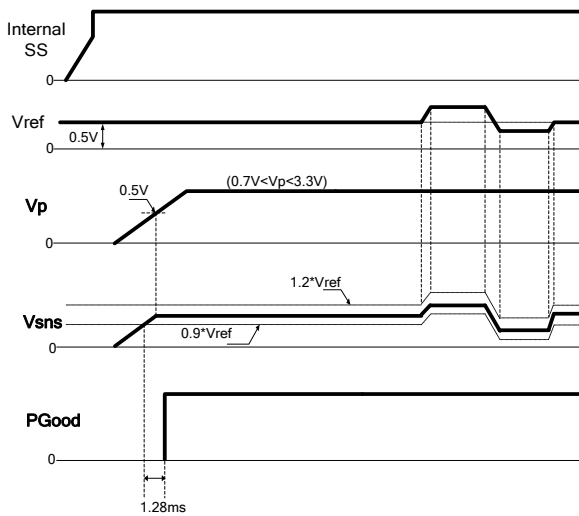 Internal
SS
0
Vref
0.5V
0
0.5V
(0.7V<Vp<3.3V)
Vp
0
1.2*Vref
Vsns
0.9*Vref
0
PGood
0
1.28ms